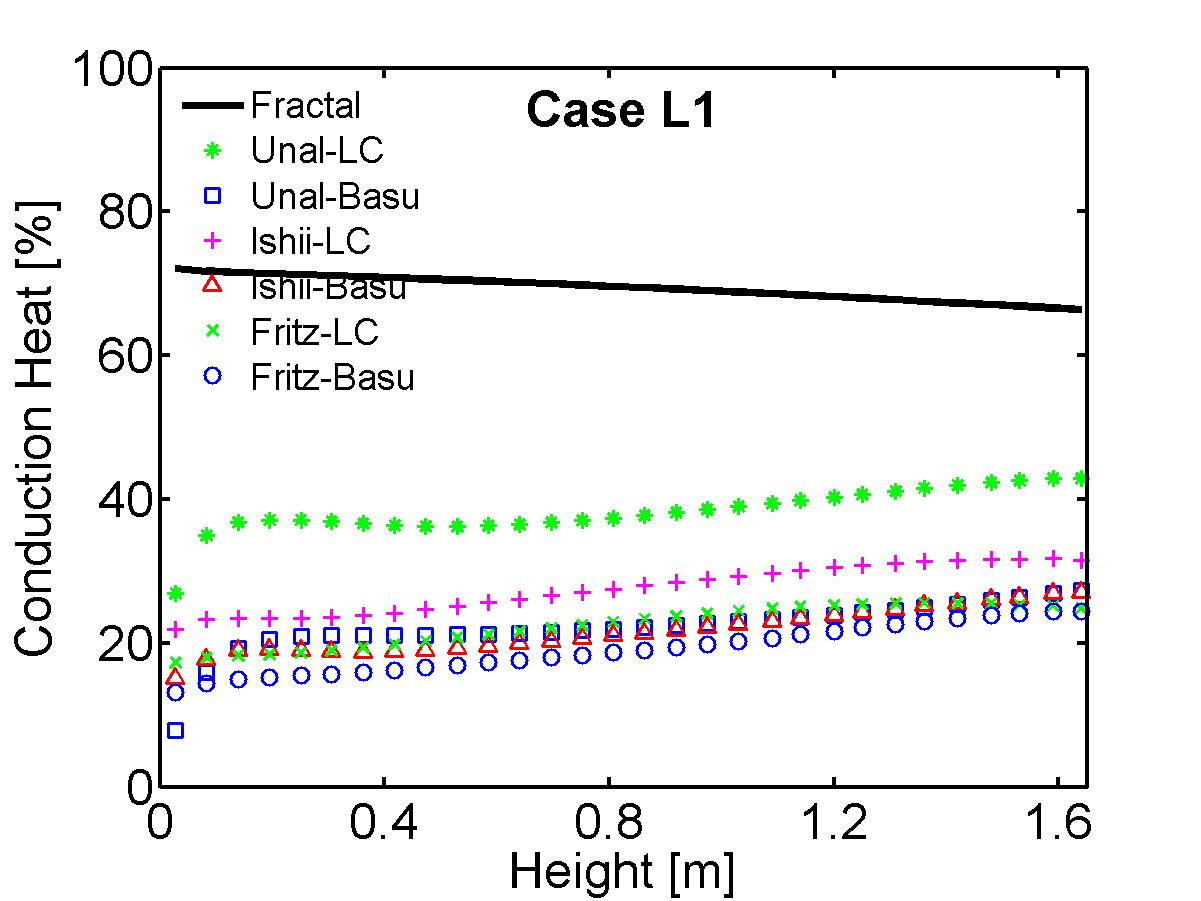 Case L1
Fractal
Unal-LC
Unal-Basu
Ishii-LC
Ishii-Basu
Fritz-LC
Fritz-Basu
Conduction Heat [%]
100
80
60
40
20
0
0 0.4 0.8 1.2 1.6
Height [m]